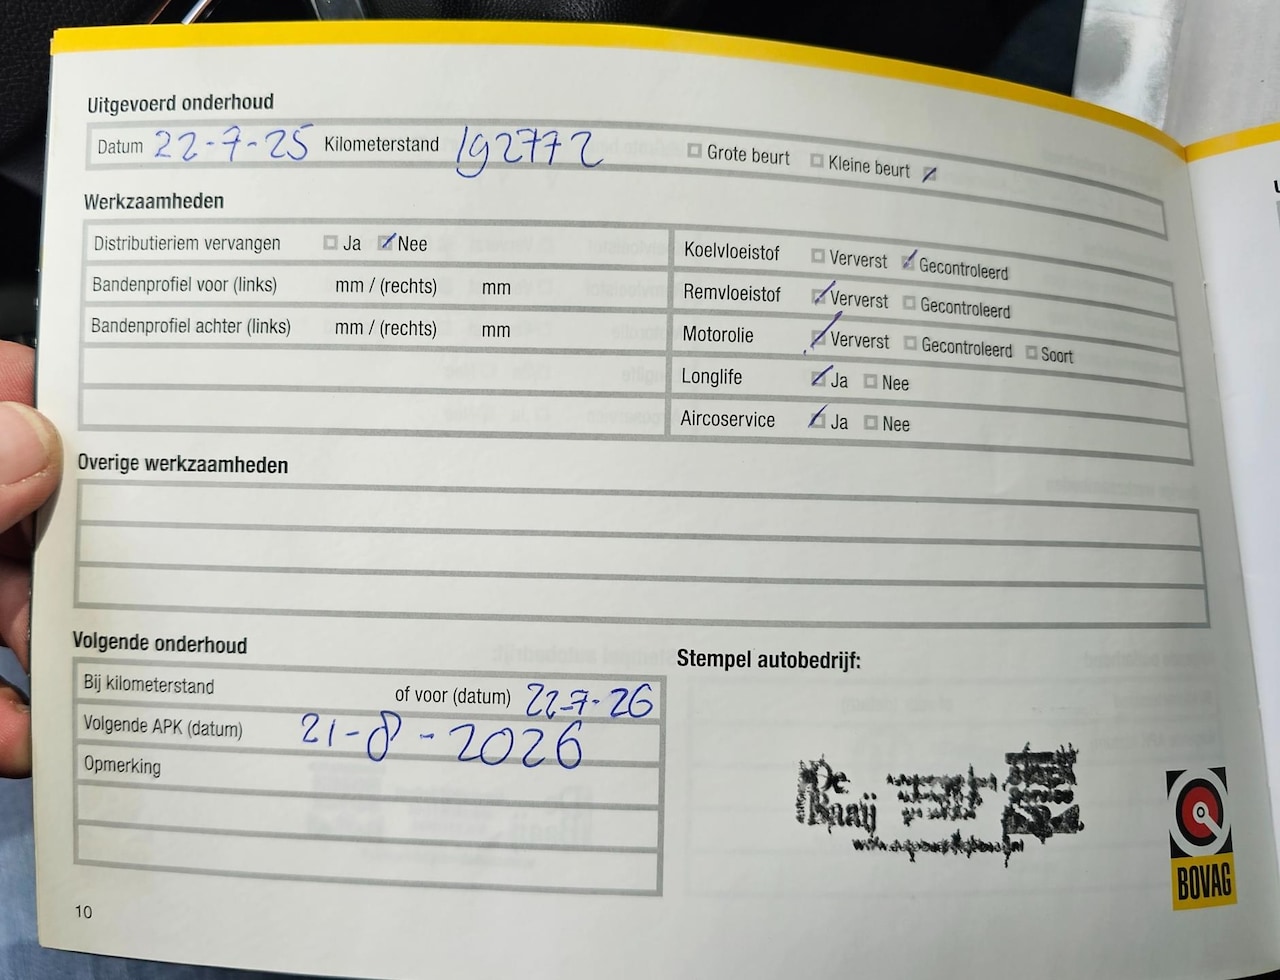 Uitgevoerd onderhoud
Datum 22-7-25 Kilometerstand 192772 Grote beurt Kleine beurt
Werkzaamheden
Distributieriem vervangen Ja Nee
Bandenprofiel voor (links) mm / (rechts) mm
Bandenprofiel achter (links) mm / (rechts) mm
Koelvloeistof Ververst Gecontroleerd
Remvloeistof Ververst Gecontroleerd
Motorolie Ververst Gecontroleerd Soort
Longlife Ja Nee
Aircoservice Ja Nee
Overige werkzaamheden
Volgende onderhoud
Bij kilometerstand of voor (datum) 22-7-26
Volgende APK (datum) 21-8-2026
Opmerking
Stempel autobedrijf:
De
Baaij
Service
BOVAG
10